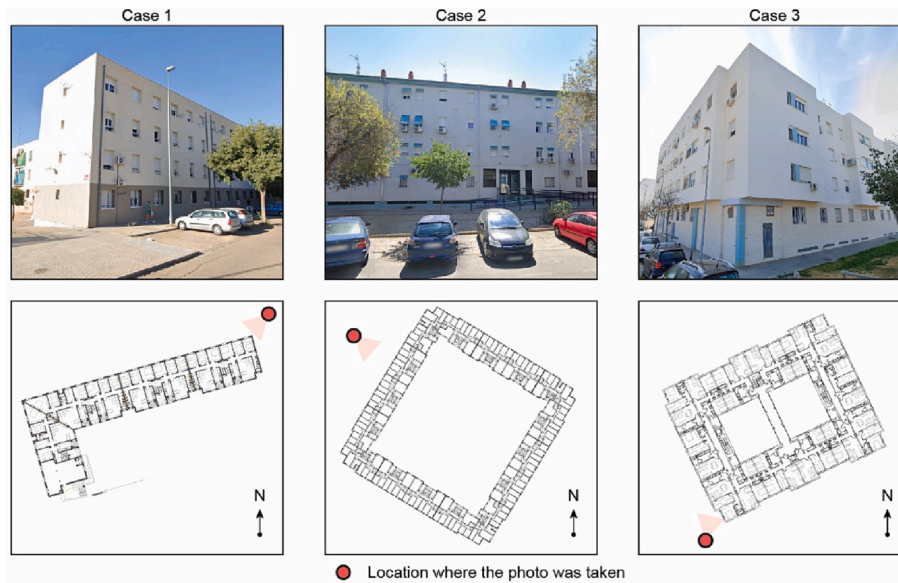 Case 1
Case 2
Case 3
N
N
N
Location where the photo was taken